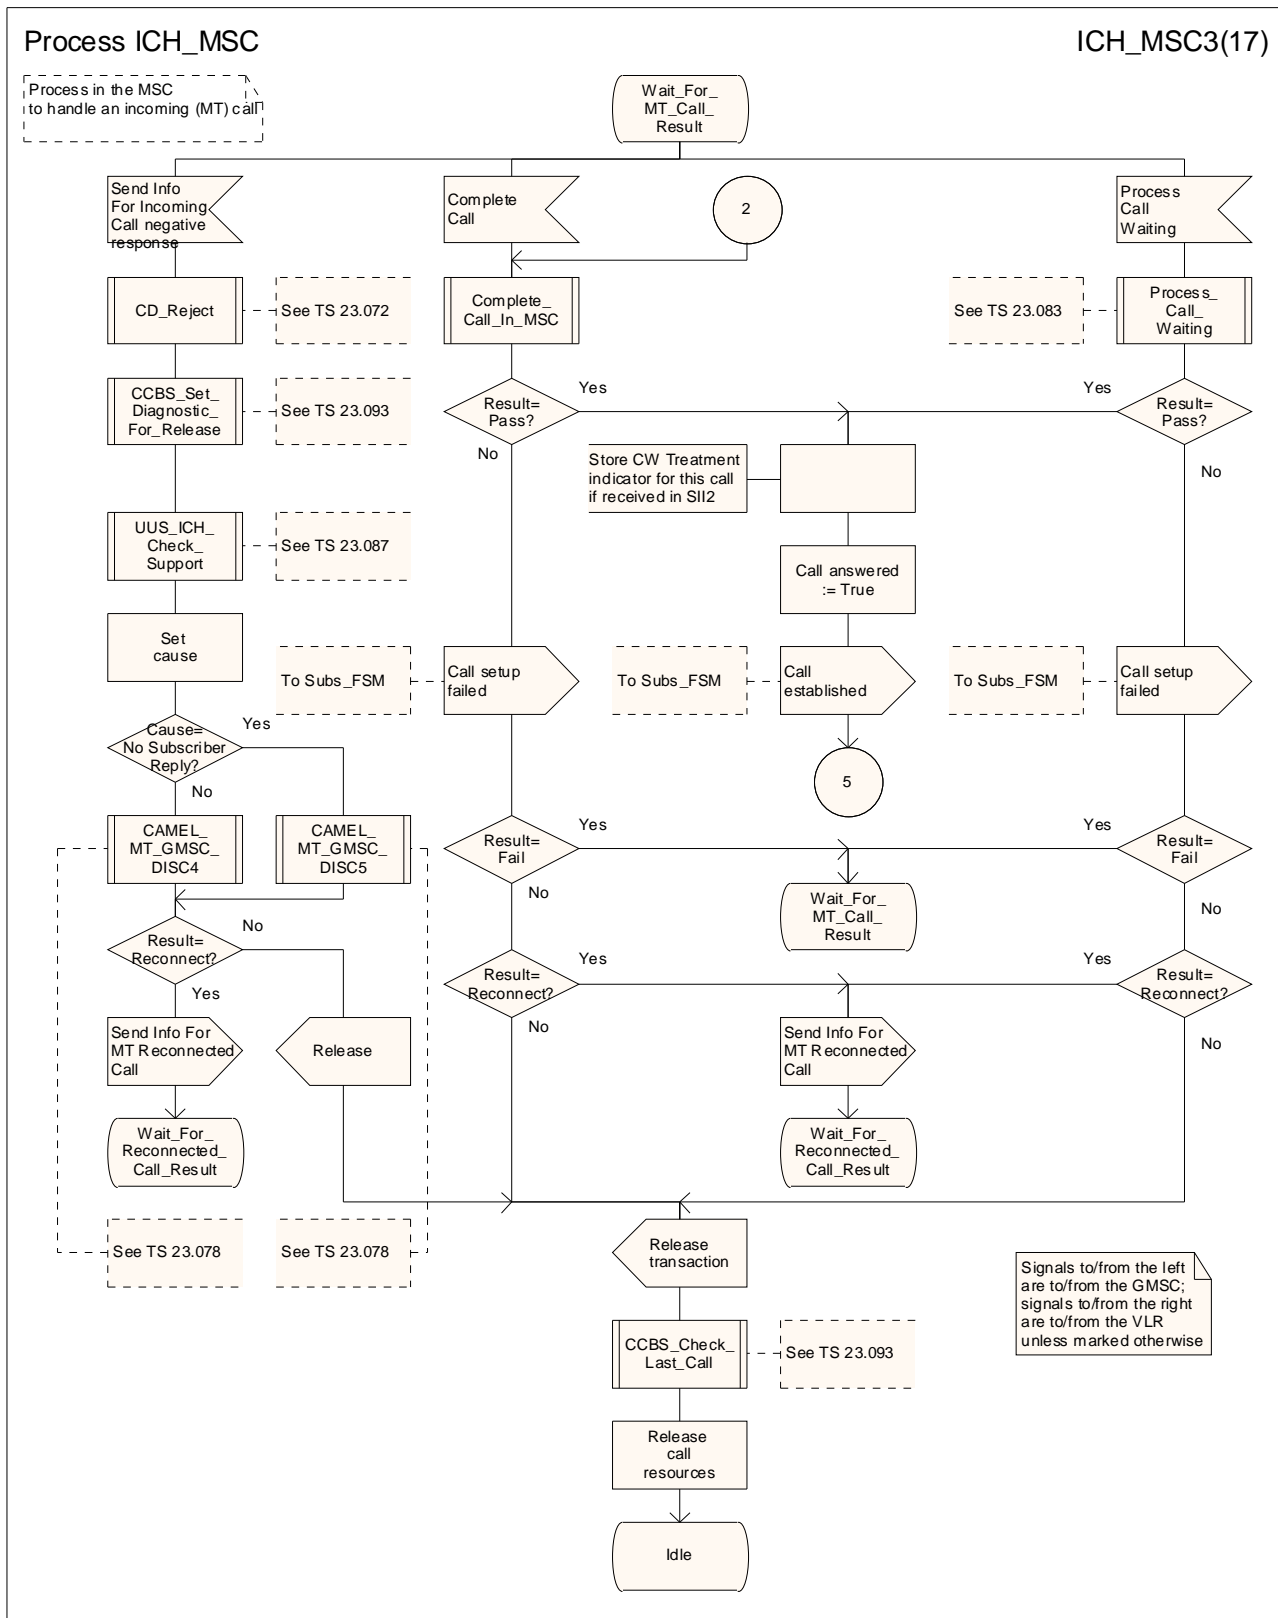 Process ICH_MSC
ICH_MSC3(17)
Process in the MSC
to handle an incoming (MT) call
Wait_For_
MT_Call_
Result
Send Info
For Incoming
Call negative
response
Complete
Call
2
Process
Call
Waiting
CD_Reject
See TS 23.072
Complete_
Call_In_MSC
See TS 23.083
Process_
Call_
Waiting
CCBS_Set_
Diagnostic_
For_Release
See TS 23.093
Result=
Pass?
Yes
No
Yes
Result=
Pass?
No
Store CW Treatment
indicator for this call
if received in SII2
UUS_ICH_
Check_
Support
See TS 23.087
Call answered
:= True
Set
cause
To Subs_FSM
Call setup
failed
To Subs_FSM
Call
established
To Subs_FSM
Call setup
failed
Cause=
No Subscriber
Reply?
Yes
No
5
CAMEL_
MT_GMSC_
DISC4
CAMEL_
MT_GMSC_
DISC5
Result=
Fail
Yes
No
Yes
Result=
Fail
No
Wait_For_
MT_Call_
Result
Result=
Reconnect?
No
Yes
Result=
Reconnect?
Yes
No
Yes
Result=
Reconnect?
No
Send Info For
MT Reconnected
Call
Release
Send Info For
MT Reconnected
Call
Wait_For_
Reconnected_
Call_Result
Wait_For_
Reconnected_
Call_Result
See TS 23.078
See TS 23.078
Release
transaction
Signals to/from the left
are to/from the GMSC;
signals to/from the right
are to/from the VLR
unless marked otherwise
CCBS_Check_
Last_Call
See TS 23.093
Release
call
resources
Idle